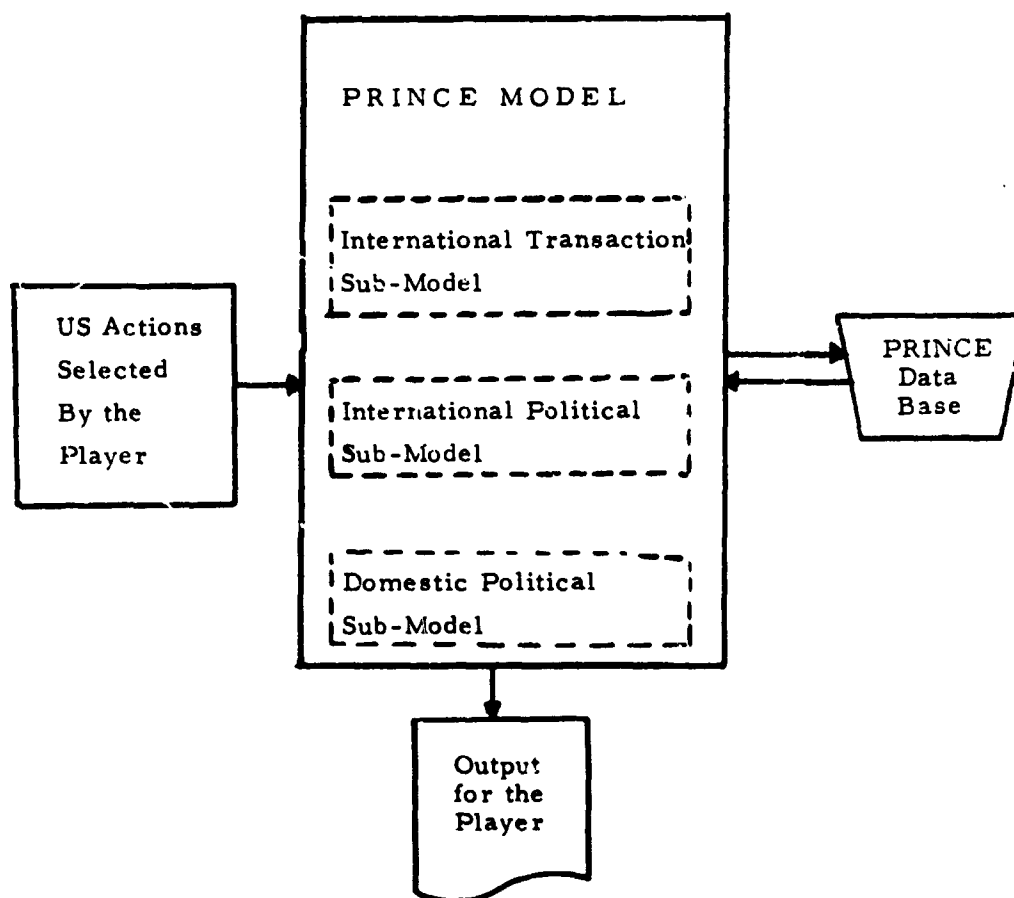 PRINCE MODEL
International Transaction
Sub-Model
US Actions
Selected
By the
Player
International Political
Sub-Model
PRINCE
Data
Base
Domestic Political
Sub-Model
Output
for the
Player